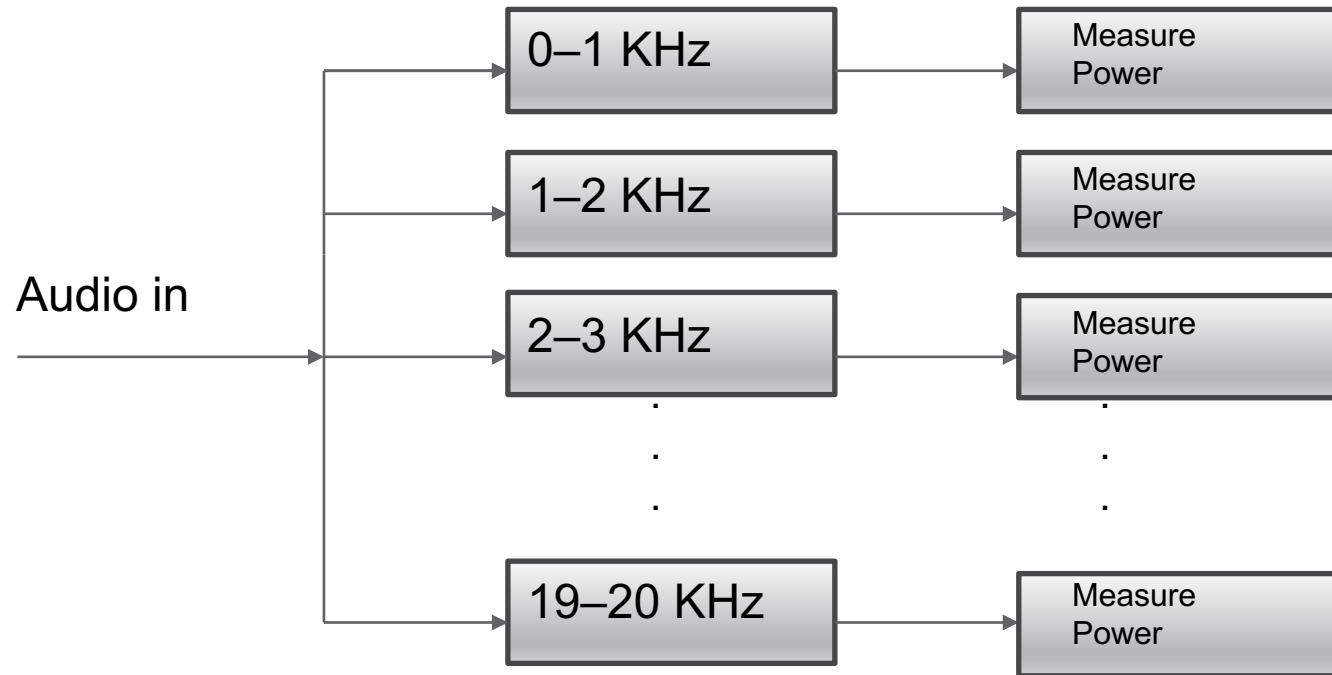 0–1 KHz
Measure
Power
1–2 KHz
Measure
Power
Audio in
2–3 KHz
Measure
Power
. .
. .
. .
19–20 KHz
Measure
Power